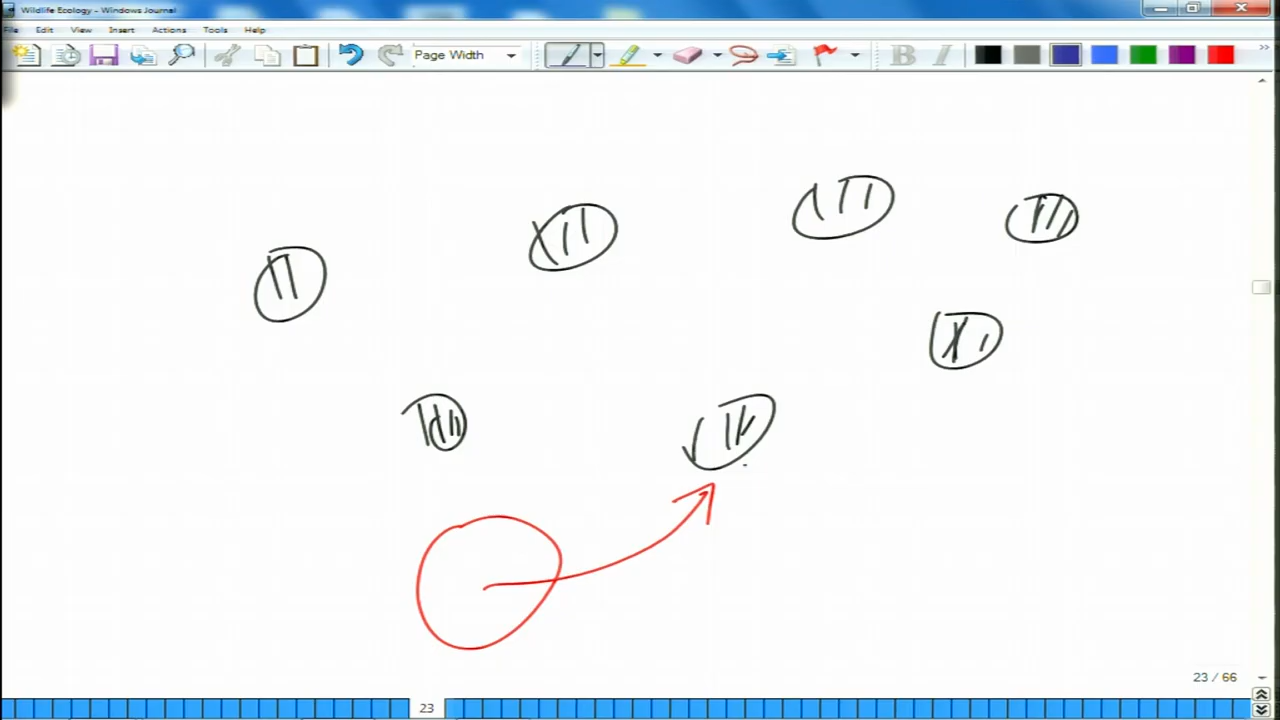 Wildlife Ecology - Windows Journal
File Edit View Insert Actions Tools Help
Page Width B I
23 / 66
23